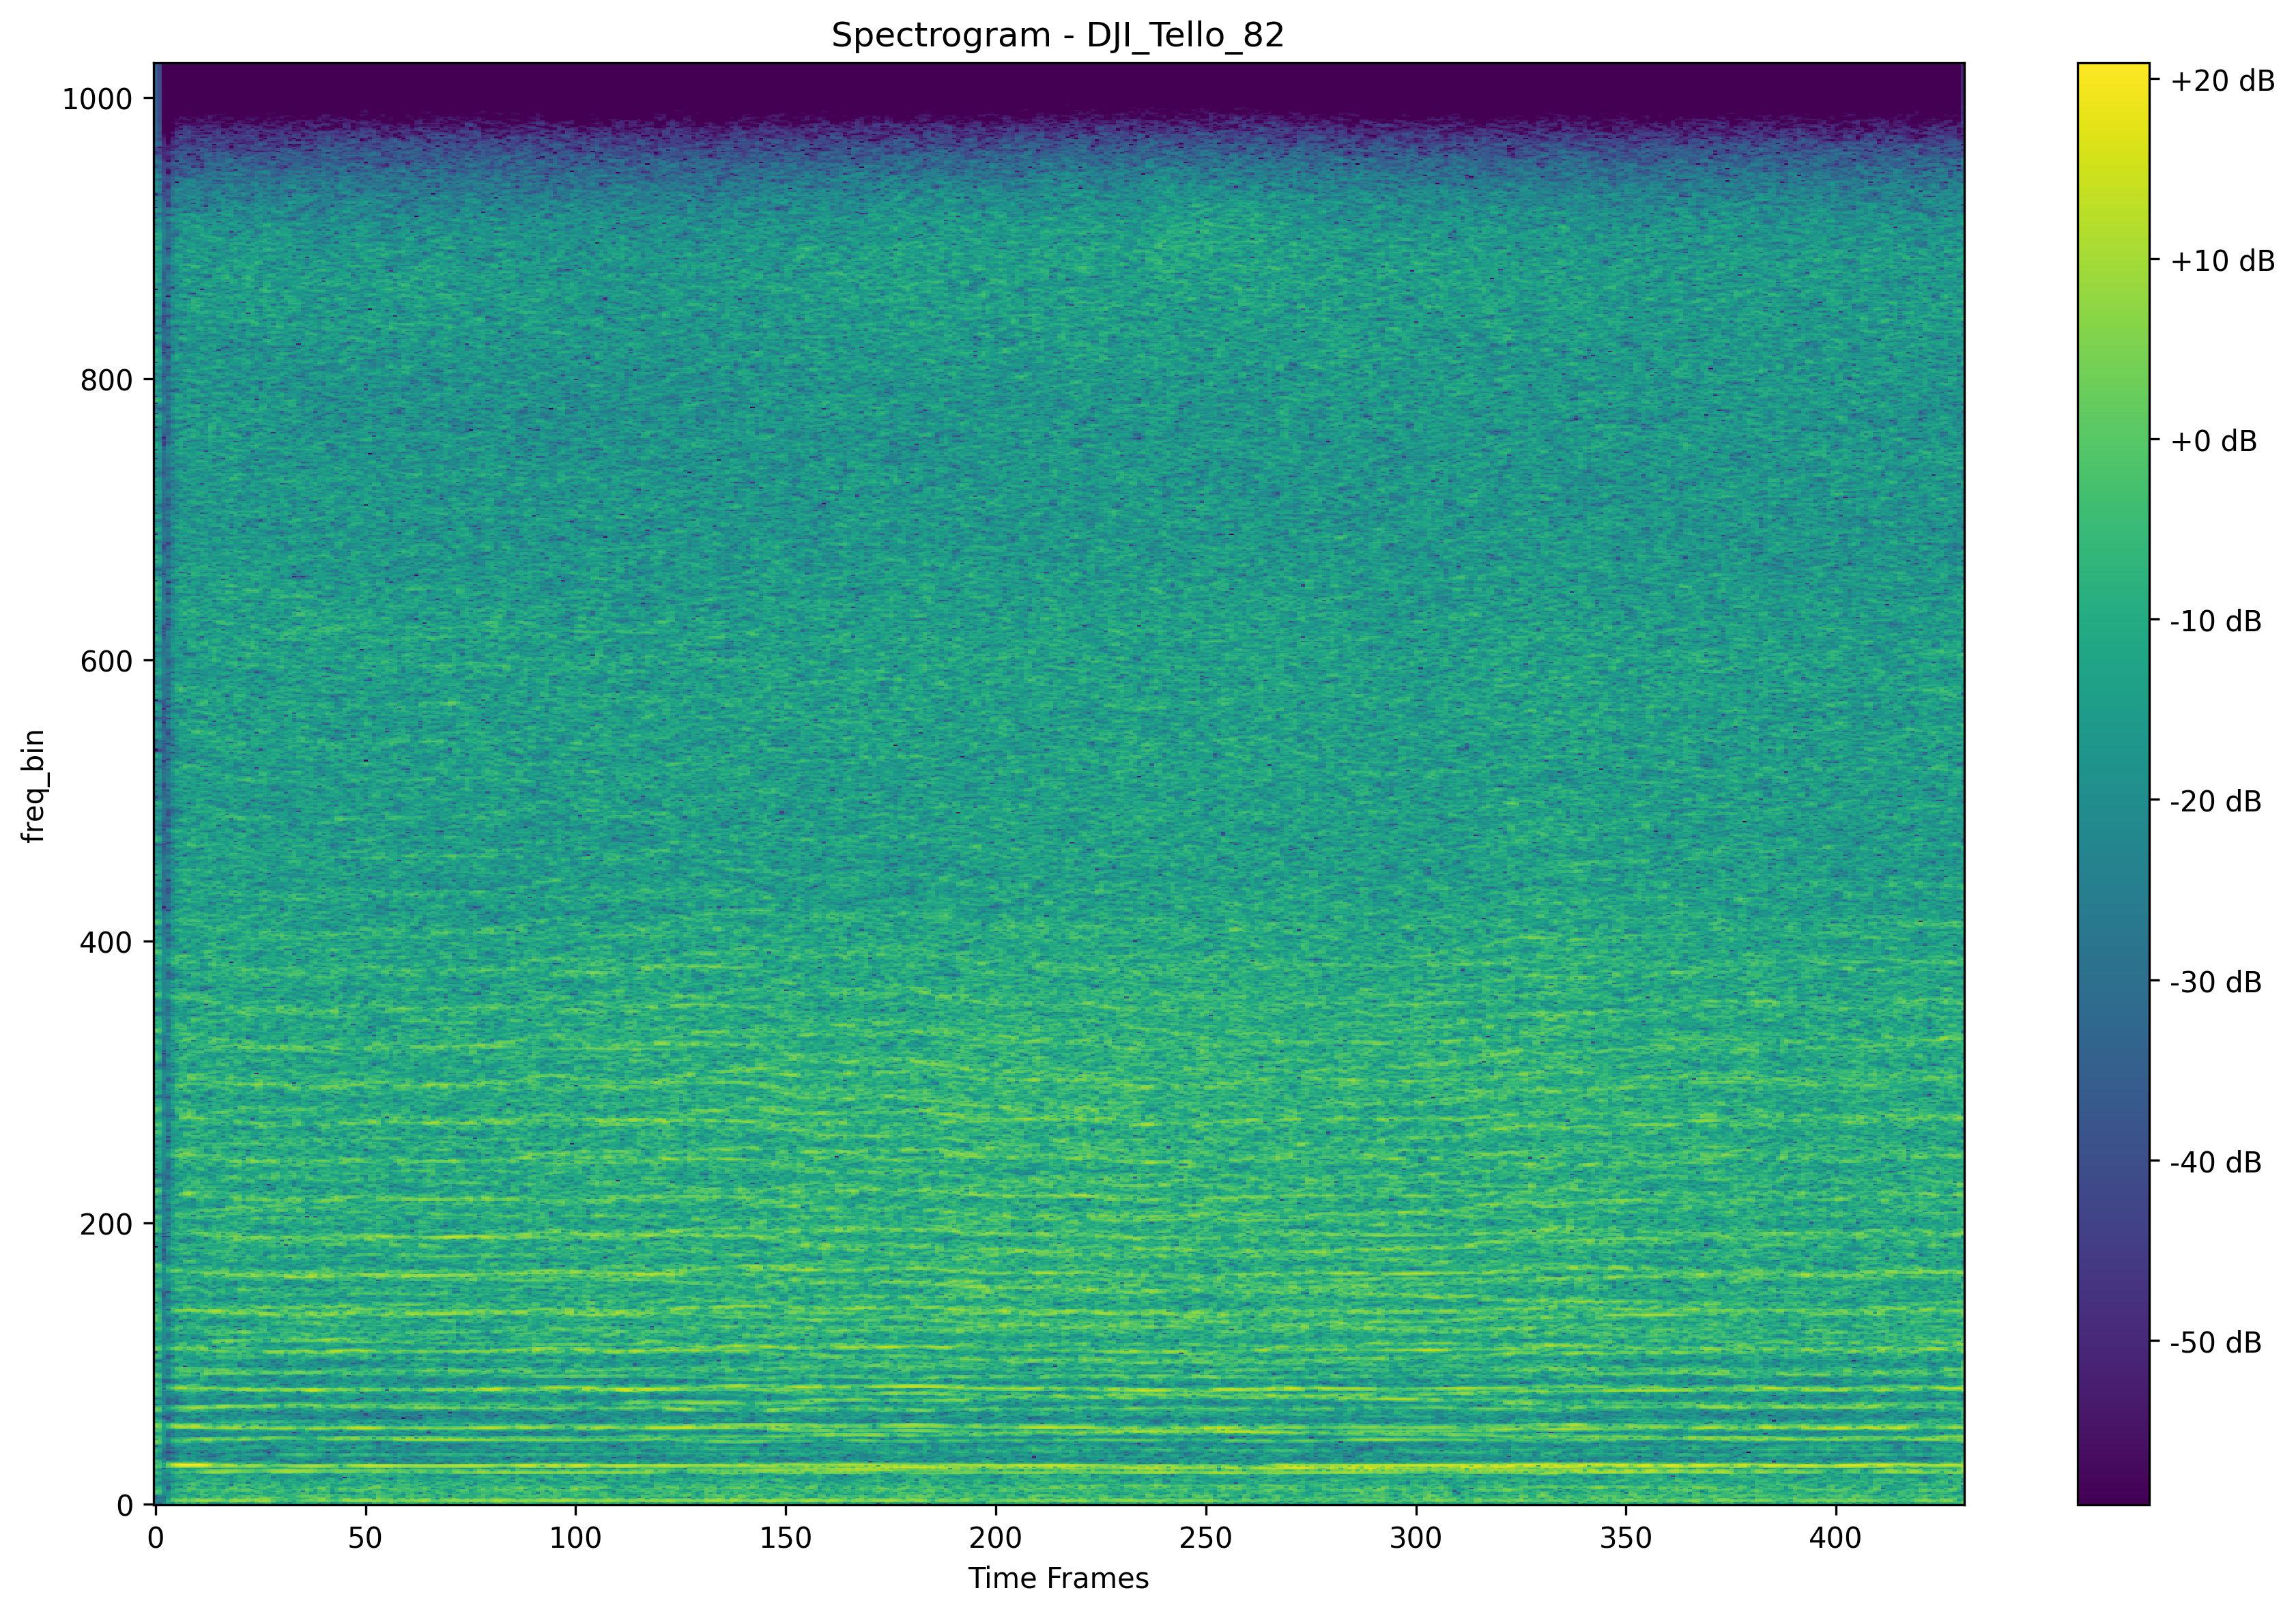 Spectrogram - DJI_Tello_82
1000
800
600
400
200
0
freq_bin
0 50 100 150 200 250 300 350 400
Time Frames
+20 dB
+10 dB
+0 dB
-10 dB
-20 dB
-30 dB
-40 dB
-50 dB